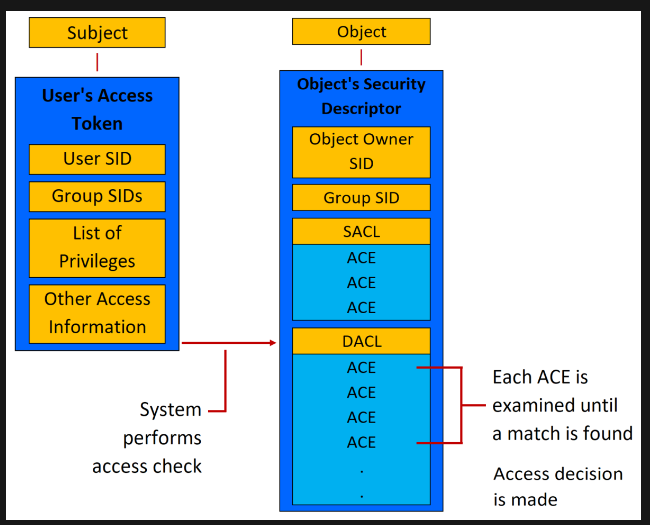 Subject
User's Access
Token
User SID
Group SIDs
List of
Privileges
Other Access
Information
System
performs
access check
Object
Object's Security
Descriptor
Object Owner
SID
Group SID
SACL
ACE
ACE
ACE
DACL
ACE
ACE
ACE
ACE
.
.
Each ACE is
examined until
a match is found
Access decision
is made